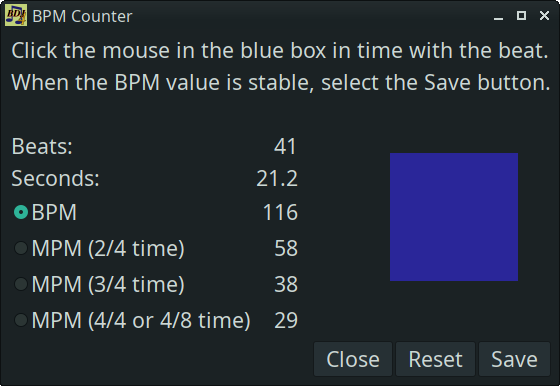 BPM Counter
Click the mouse in the blue box in time with the beat.
When the BPM value is stable, select the Save button.
Beats: 41
Seconds: 21.2
BPM 116
MPM (2/4 time) 58
MPM (3/4 time) 38
MPM (4/4 or 4/8 time) 29
Close Reset Save